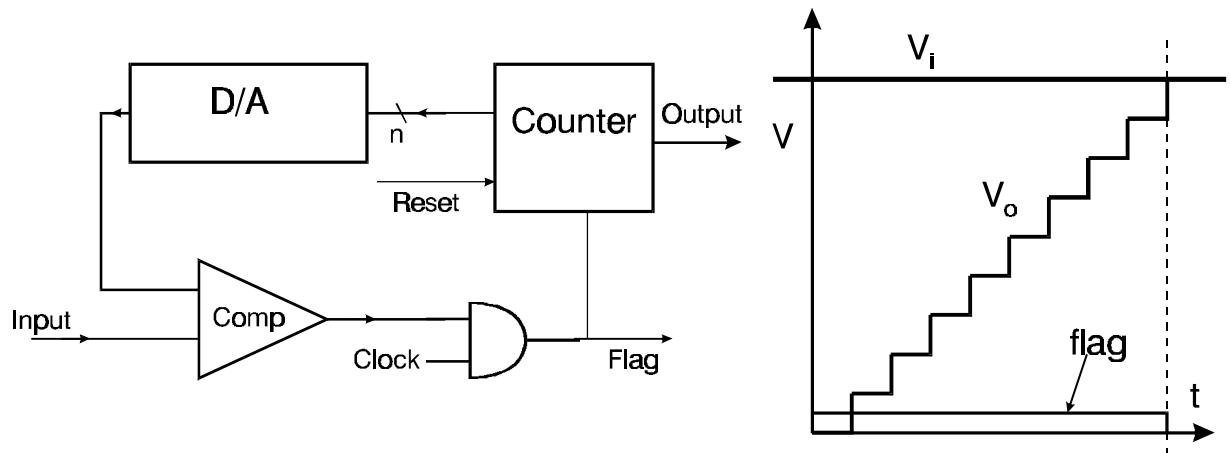 D/A
n
Counter
Output
Reset
Input
Comp
Clock
Flag
V
Vi
Vo
flag
t